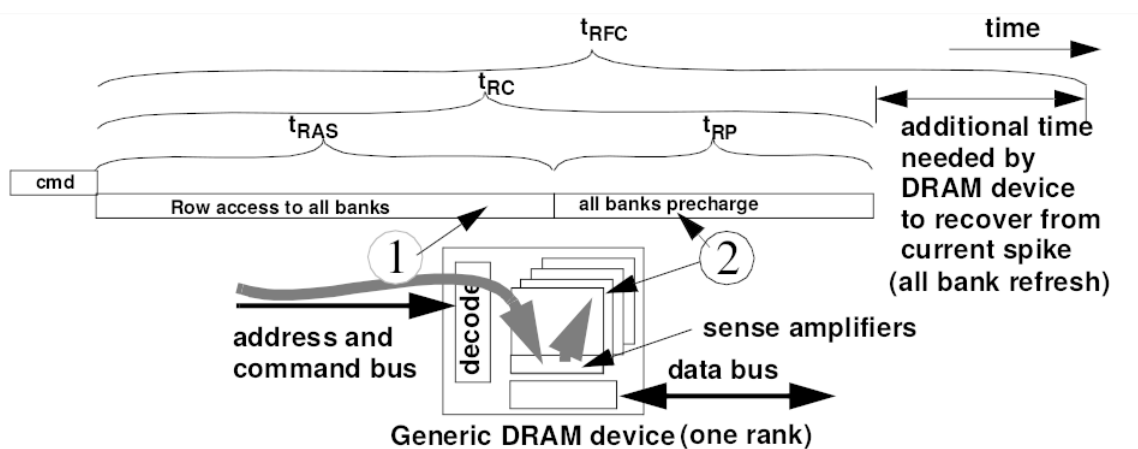 tRFC
time
tRC
tRAS
tRP
additional time
needed by
DRAM device
to recover from
current spike
(all bank refresh)
cmd
Row access to all banks
all banks precharge
1
2
decode
address and
command bus
sense amplifiers
data bus
Generic DRAM device (one rank)